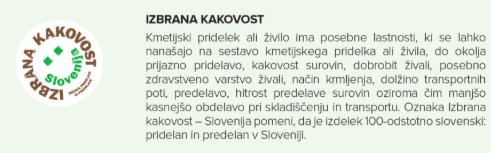 IZBRANA KAKOVOST
Slovenija
IZBRANA KAKOVOST
Kmetijski pridelek ali živilo ima posebne lastnosti, ki se lahko
nanašajo na sestavo kmetijskega pridelka ali živila, do okolja
prijazno pridelavo, kakovost surovin, dobrobit živali, posebno
zdravstveno varstvo živali, način krmljenja, dolžino transportnih
poti, predelavo, hitrost predelave surovin oziroma čim manjšo
kasnejšo obdelavo pri skladiščenju in transportu. Oznaka Izbrana
kakovost – Slovenija pomeni, da je izdelek 100-odstotno slovenski:
pridelan in predelan v Sloveniji.